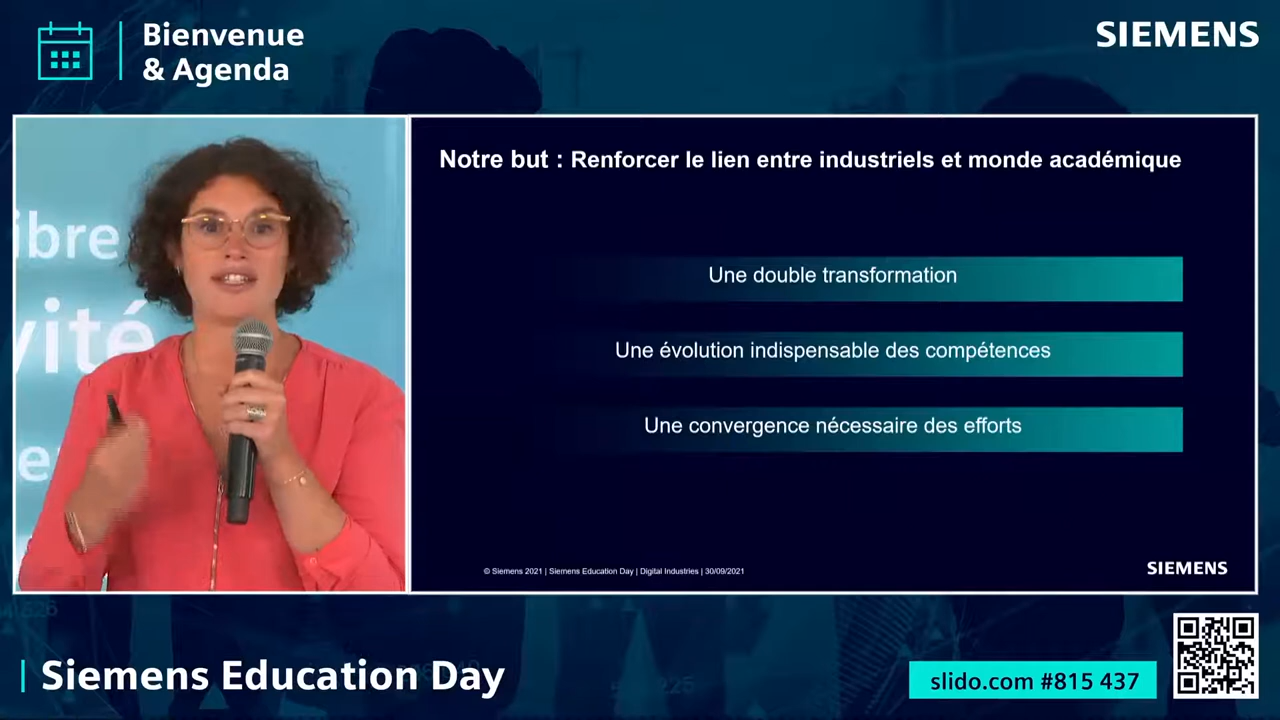 Bienvenue
& Agenda
SIEMENS
ibre
vité
Notre but : Renforcer le lien entre industriels et monde académique
Une double transformation
Une évolution indispensable des compétences
Une convergence nécessaire des efforts
© Siemens 2021 | Siemens Education Day | Digital Industries | 30/09/2021
SIEMENS
Siemens Education Day
slido.com #815 437